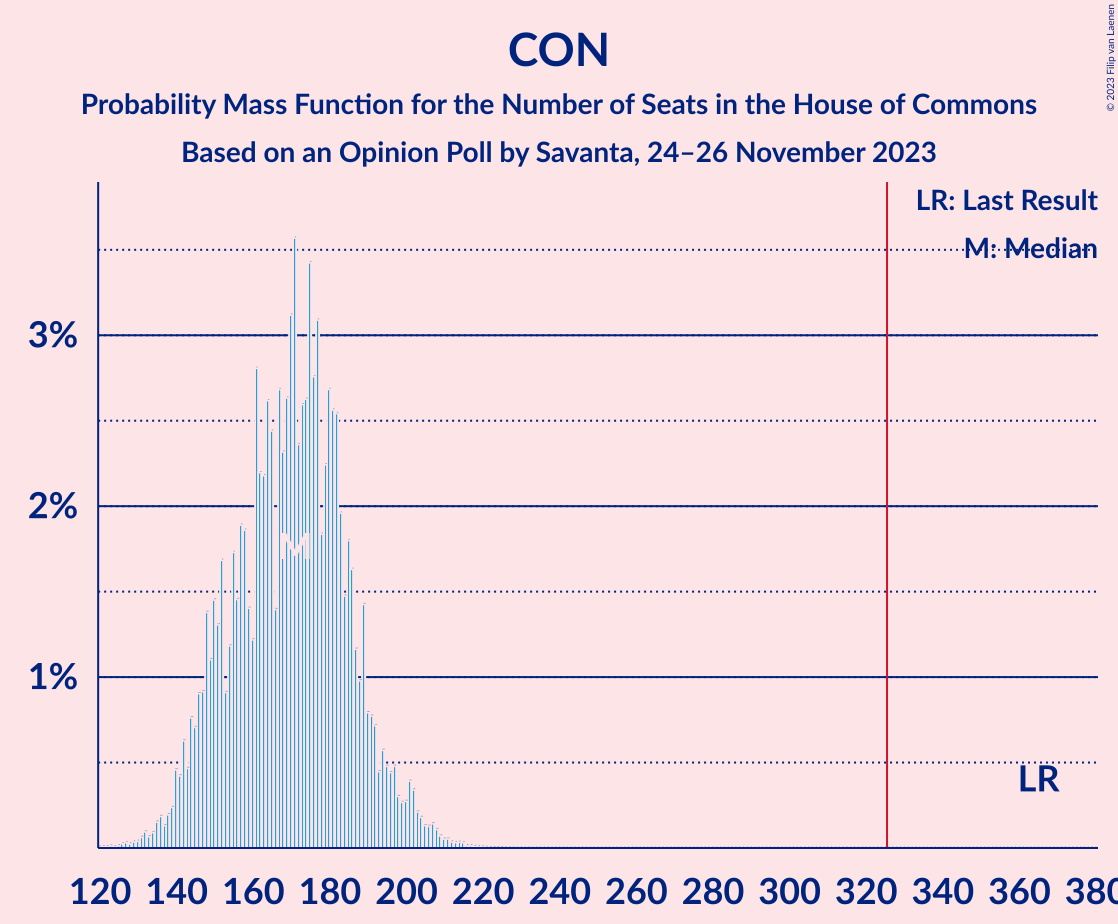 CON
Probability Mass Function for the Number of Seats in the House of Commons
Based on an Opinion Poll by Savanta, 24–26 November 2023
© 2023 Filip van Laenen
LR: Last Result
M: Median
3%
2%
1%
M
LR
120 140 160 180 200 220 240 260 280 300 320 340 360 380